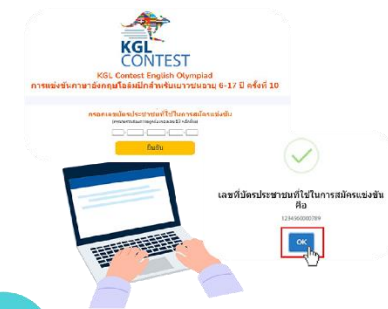 KGL
CONTEST
KGL Contest English Olympiad
การแข่งขันภาษาอังกฤษโอลิมปิกสำหรับเยาวชนอายุ 6-17 ปี ครั้งที่ 10
กรอกเลขบัตรประชาชนที่ใช้ในการสมัครแข่งขัน
ยืนยัน
เลขที่บัตรประชาชนที่ใช้ในการสมัครแข่งขัน
คือ
OK